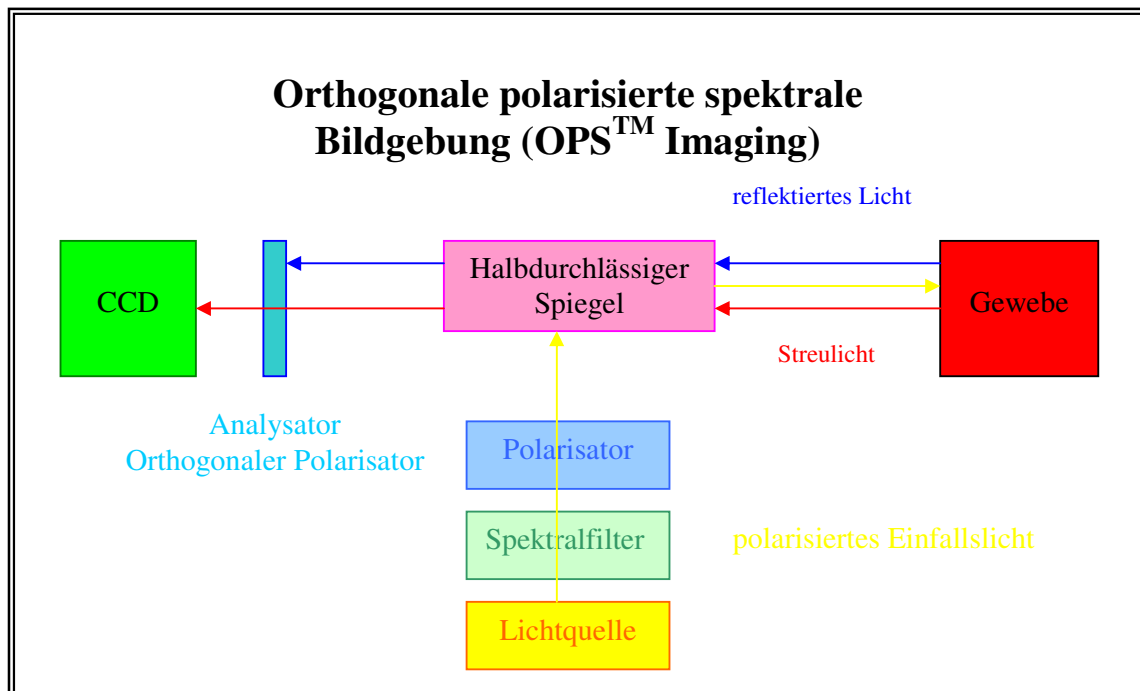 Orthogonale polarisierte spektrale
Bildgebung (OPS™ Imaging)
reflektiertes Licht
CCD
Halbdurchlässiger
Spiegel
Gewebe
Streulicht
Analysator
Orthogonaler Polarisator
Polarisator
Spektralfilter
polarisiertes Einfallslicht
Lichtquelle